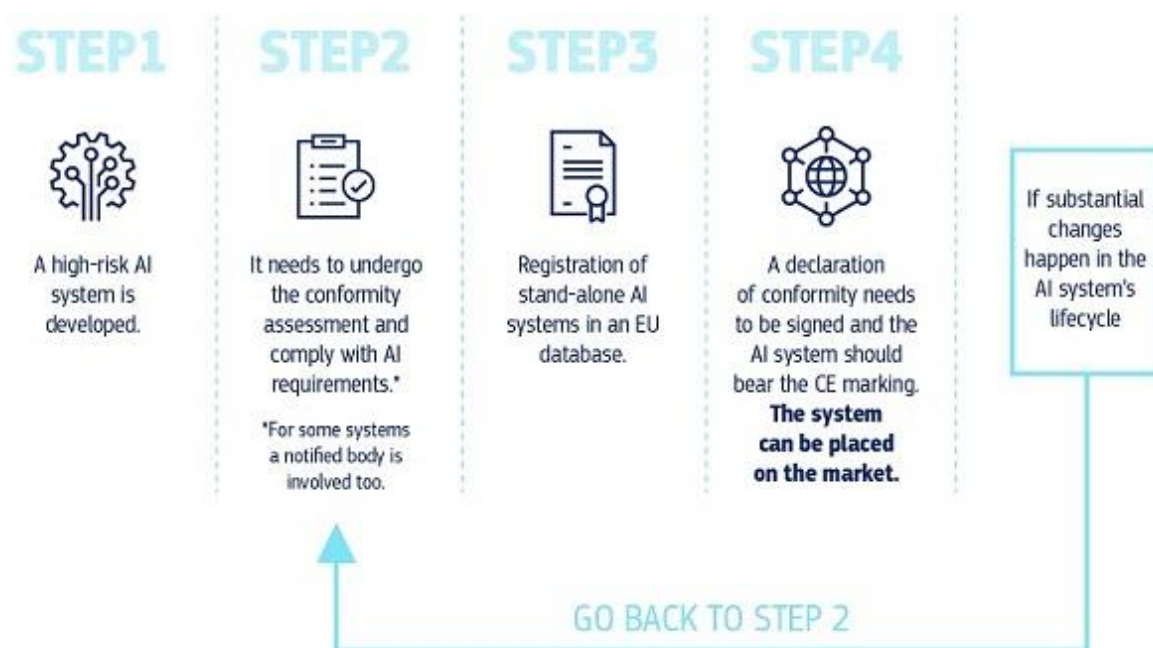 STEP1
A high-risk AI
system is
developed.
STEP2
It needs to undergo
the conformity
assessment and
comply with AI
requirements.*
*For some systems
a notified body is
involved too.
STEP3
Registration of
stand-alone AI
systems in an EU
database.
STEP4
A declaration
of conformity needs
to be signed and the
AI system should
bear the CE marking.
The system
can be placed
on the market.
If substantial
changes
happen in the
AI system's
lifecycle
GO BACK TO STEP 2